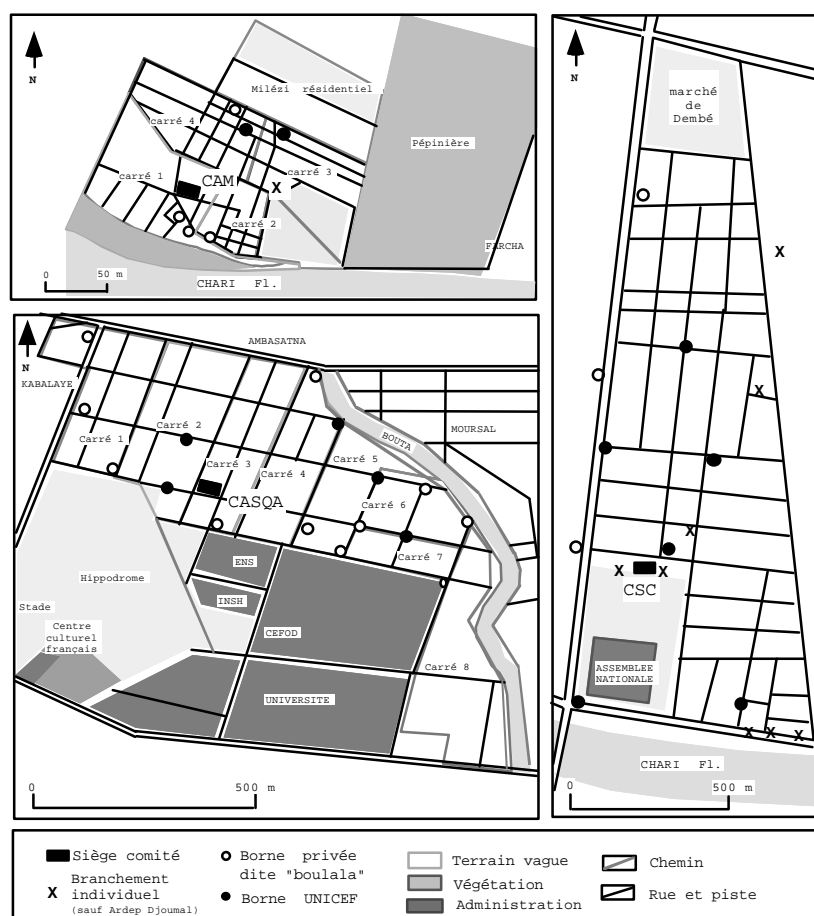 N
Milézi résidentiel
carré 4
Pépinière
carré 1
CAM
carré 3
X
carré 2
FARCHA
0
50 m
CHARI Fl.
N
AMBASATNA
KABALAYE
MOURSAL
BOUTA
Carré 2
Carré 1
Carré 3
Carré 4
Carré 5
Carré 6
CASQA
Carré 7
ENS
Hippodrome
INSH
Stade
Centre
culturel
français
CEFOD
Carré 8
UNIVERSITE
0
500 m
N
marché
de
Dembé
X
X
X
X
X
CSC
ASSEMBLEE
NATIONALE
X
X
X
CHARI Fl.
0
500 m
Siège comité
X Branchement
individuel
(sauf Ardep Djoumal)
Borne privée
dite "boulala"
Borne UNICEF
Terrain vague
Végétation
Administration
Chemin
Rue et piste